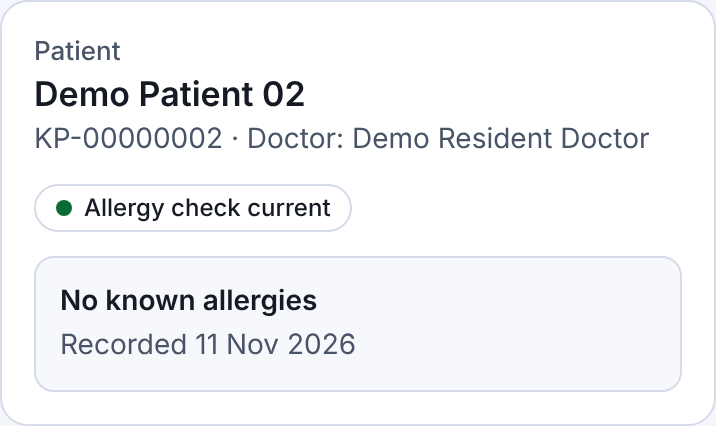 Patient
Demo Patient 02
KP-00000002 · Doctor: Demo Resident Doctor
Allergy check current
No known allergies
Recorded 11 Nov 2026